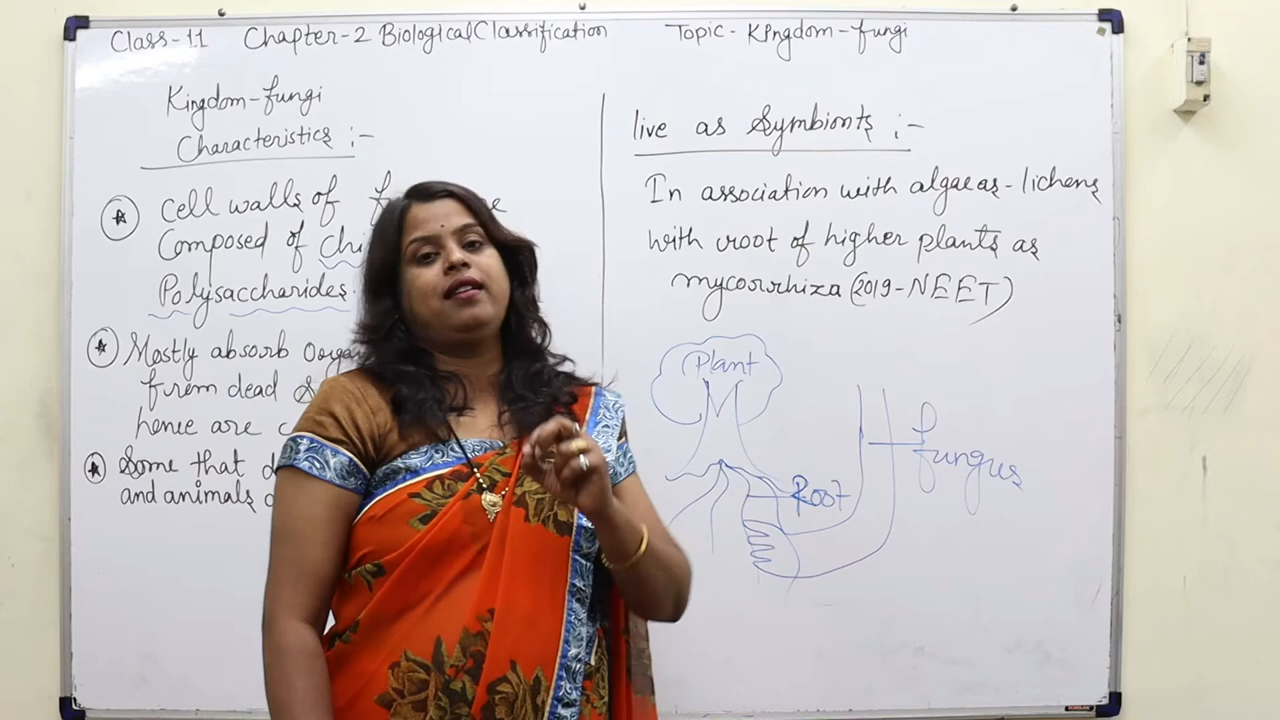 Class-11 Chapter-2 Biological Classification Topic - Kingdom-fungi
Kingdom-fungi
Characteristics :-
Cell walls of
Composed of
Polysaccharides
Mostly absorb
from dead
hence are
Some that
and animals
live as Symbionts :-
In association with algae as - lichens
with root of higher plants as
mycorrhiza (2019-NEET)
Plant
Root
fungus